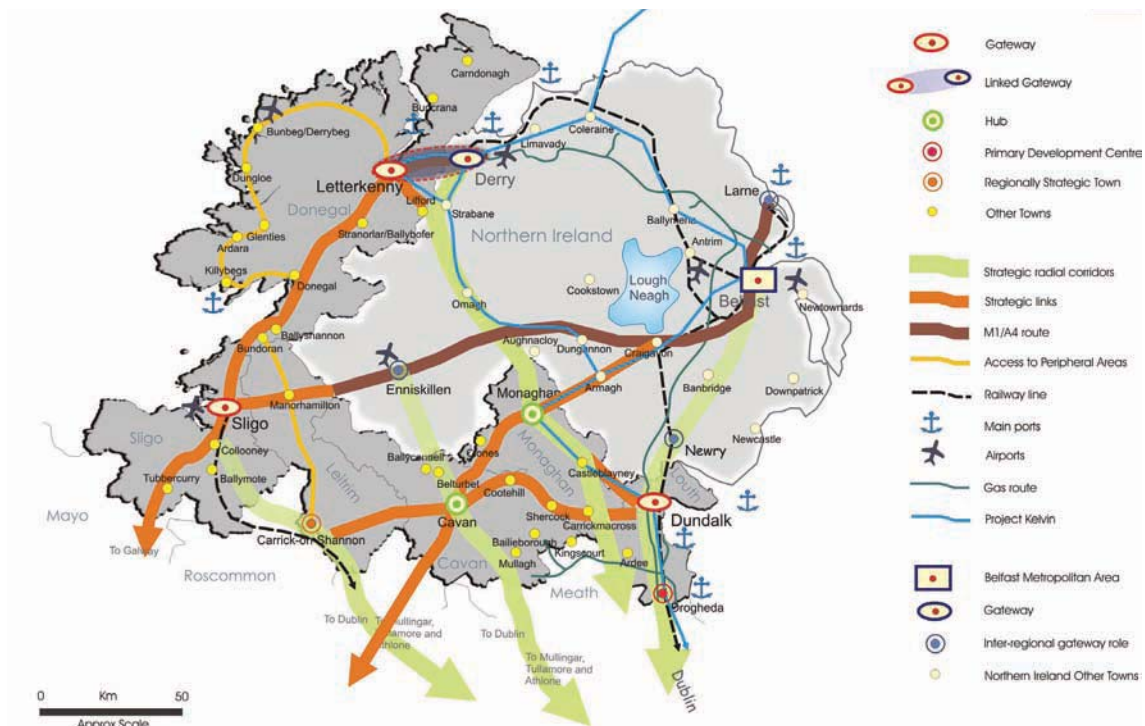 Carndonagh
Buncrana
Bunbeg/Derrybeg
Coleraine
Limavady
Letterkenny
Derry
Larne
Dungloe
Lifford
Strabane
Ballymena
Donegal
Stranorlar/Ballybofer
Northern Ireland
Antrim
Glenties
Ardara
Killybegs
Lough
Neagh
Donegal
Cookstown
Belfast
Newtownards
Omagh
Ballyshannon
Bundoran
Aughnacloy
Dungannon
Craigavon
Enniskillen
Armagh
Banbridge
Downpatrick
Manorhamilton
Monaghan
Sligo
Newcastle
Sligo
Collooney
Clones
Monaghan
Newry
Ballyconnell
Leitrim
Belturbet
Castleblayney
Louth
Tubbercurry
Ballymote
Cootehill
Mayo
Cavan
Shercock
Dundalk
Carrick-on-Shannon
Carrickmacross
To Galway
Bailieborough
Kingscourt
Ardee
Roscommon
Cavan
Mullagh
Meath
Drogheda
To Dublin
To Mullingar,
Tullamore and
Athlone
To Dublin
To Mullingar,
Tullamore and
Athlone
Dublin
0 Km 50
Approx Scale
Gateway
Linked Gateway
Hub
Primary Development Centre
Regionally Strategic Town
Other Towns
Strategic radial corridors
Strategic links
M1/A4 route
Access to Peripheral Areas
Railway line
Main ports
Airports
Gas route
Project Kelvin
Belfast Metropolitan Area
Gateway
Inter-regional gateway role
Northern Ireland Other Towns